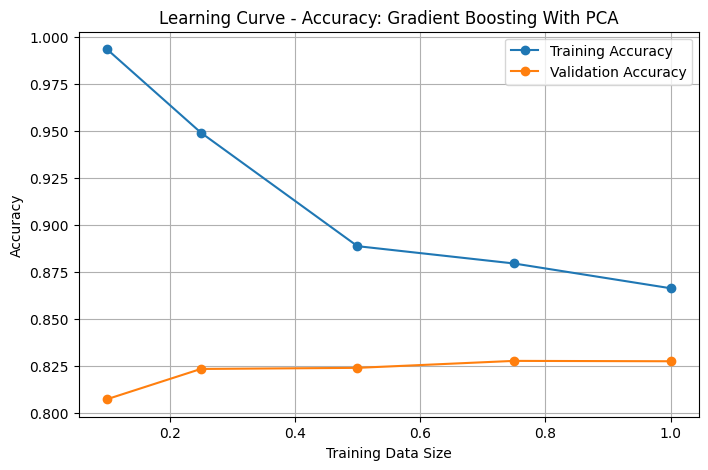 Learning Curve - Accuracy: Gradient Boosting With PCA
Training Accuracy
Validation Accuracy
Accuracy
1.000
0.975
0.950
0.925
0.900
0.875
0.850
0.825
0.800
0.2
0.4
0.6
0.8
1.0
Training Data Size